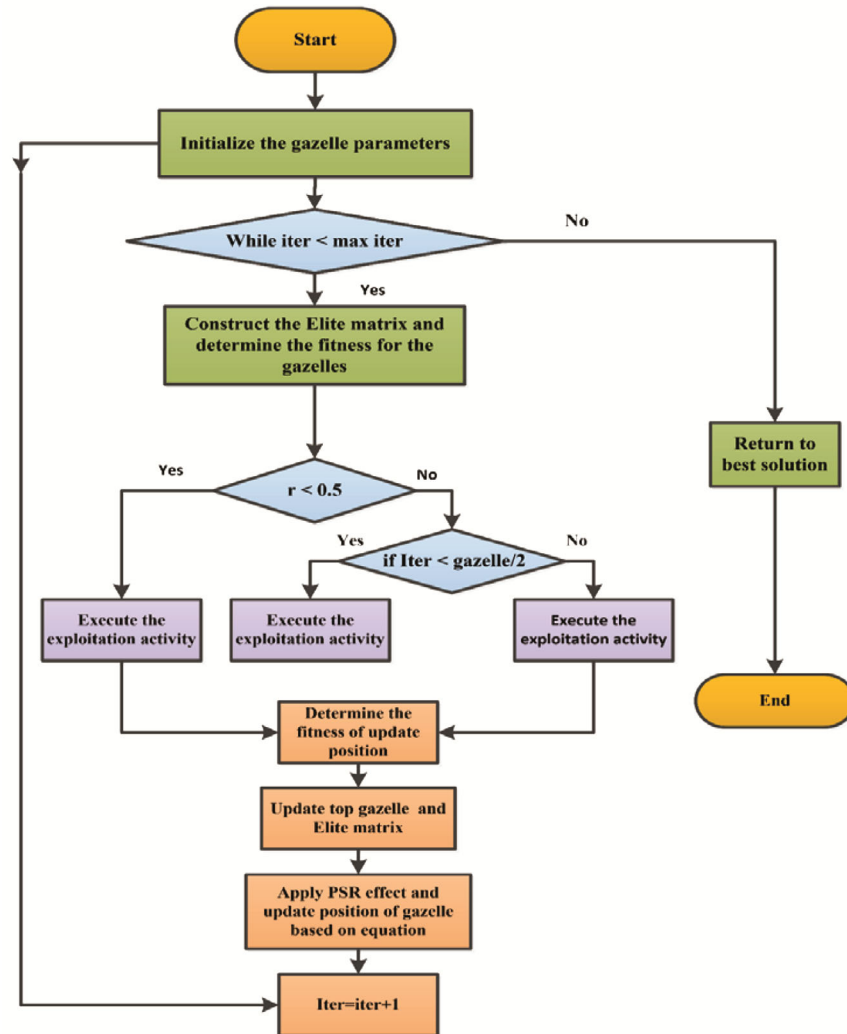 Start
Initialize the gazelle parameters
While iter < max iter
No
Yes
Construct the Elite matrix and
determine the fitness for the
gazelles
Return to
best solution
Yes
r < 0.5
No
Yes
if Iter < gazelle/2
No
Execute the
exploitation activity
Execute the
exploitation activity
Execute the
exploitation activity
End
Determine the
fitness of update
position
Update top gazelle and
Elite matrix
Apply PSR effect and
update position of gazelle
based on equation
Iter=iter+1